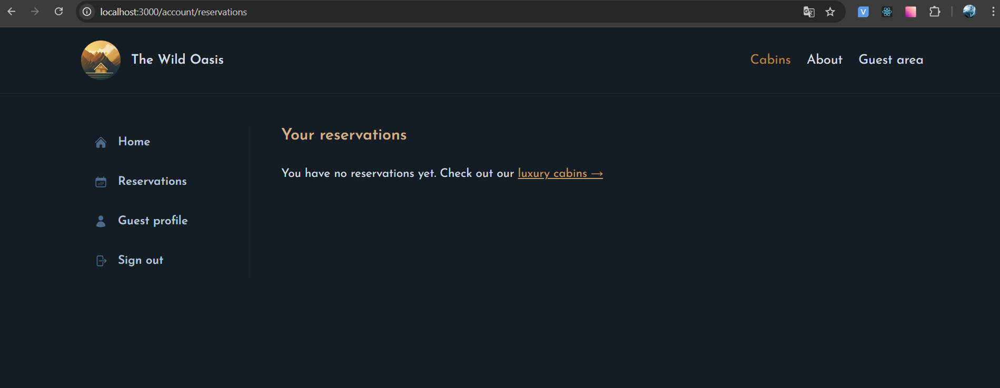 localhost:3000/account/reservations
The Wild Oasis
Cabins About Guest area
Home
Reservations
Guest profile
Sign out
Your reservations
You have no reservations yet. Check out our luxury cabins →